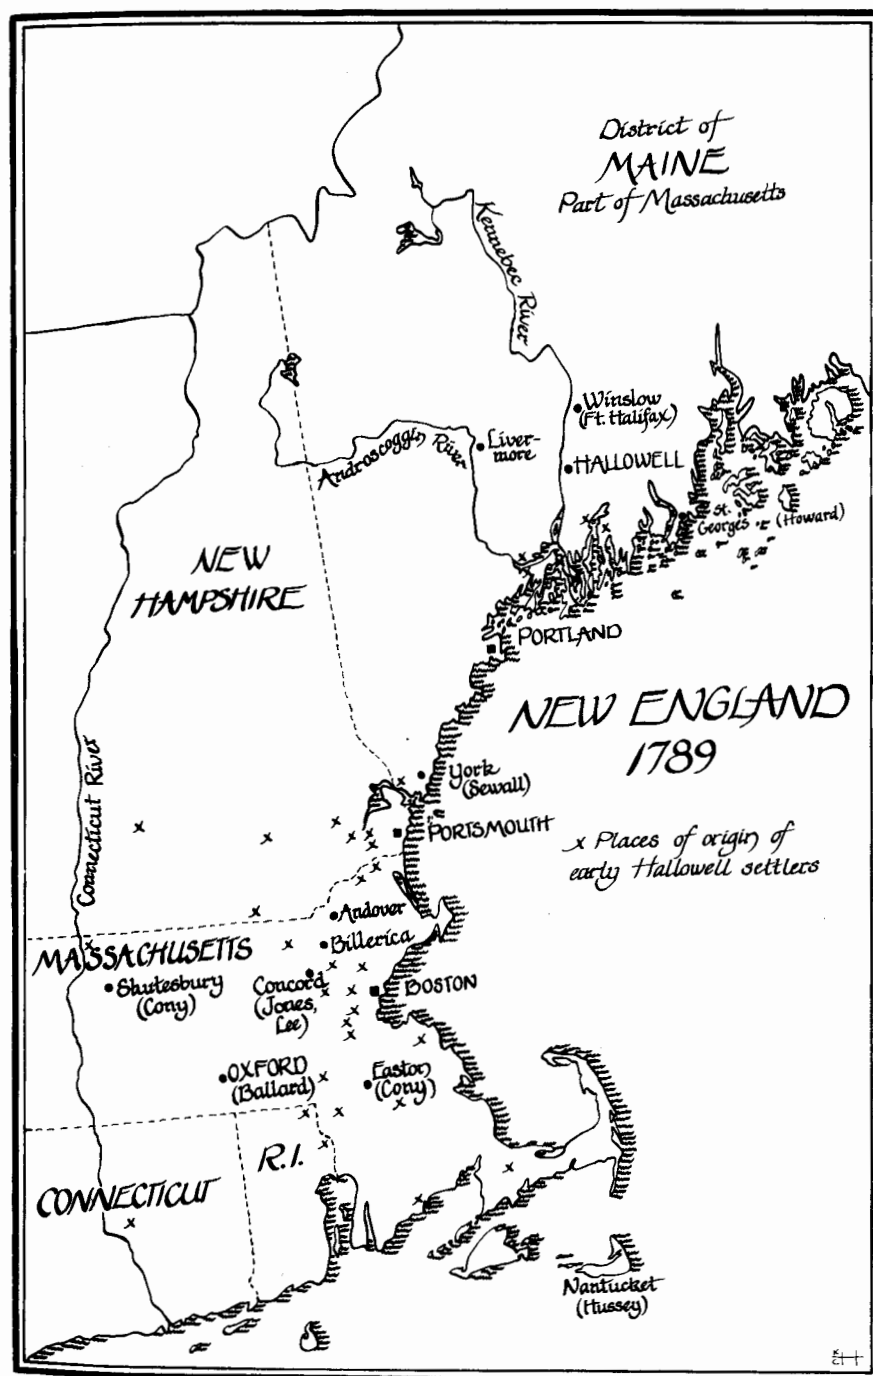 District of
MAINE
Part of Massachusetts
Kennebec River
Winslow
(Ft. Halifax)
Liver-
more
Androscoggin River
HALLOWELL
St.
Georges
(Howard)
NEW
HAMPSHIRE
PORTLAND
NEW ENGLAND
1789
Connecticut River
York
(Sewall)
PORTSMOUTH
x Places of origin of
early Hallowell settlers
Andover
Billerica
MASSACHUSETTS
Shutesbury
(Cony)
Concord
(Jones,
Lee)
BOSTON
OXFORD
(Ballard)
Easton
(Cony)
R.I.
CONNECTICUT
Nantucket
(Hussey)